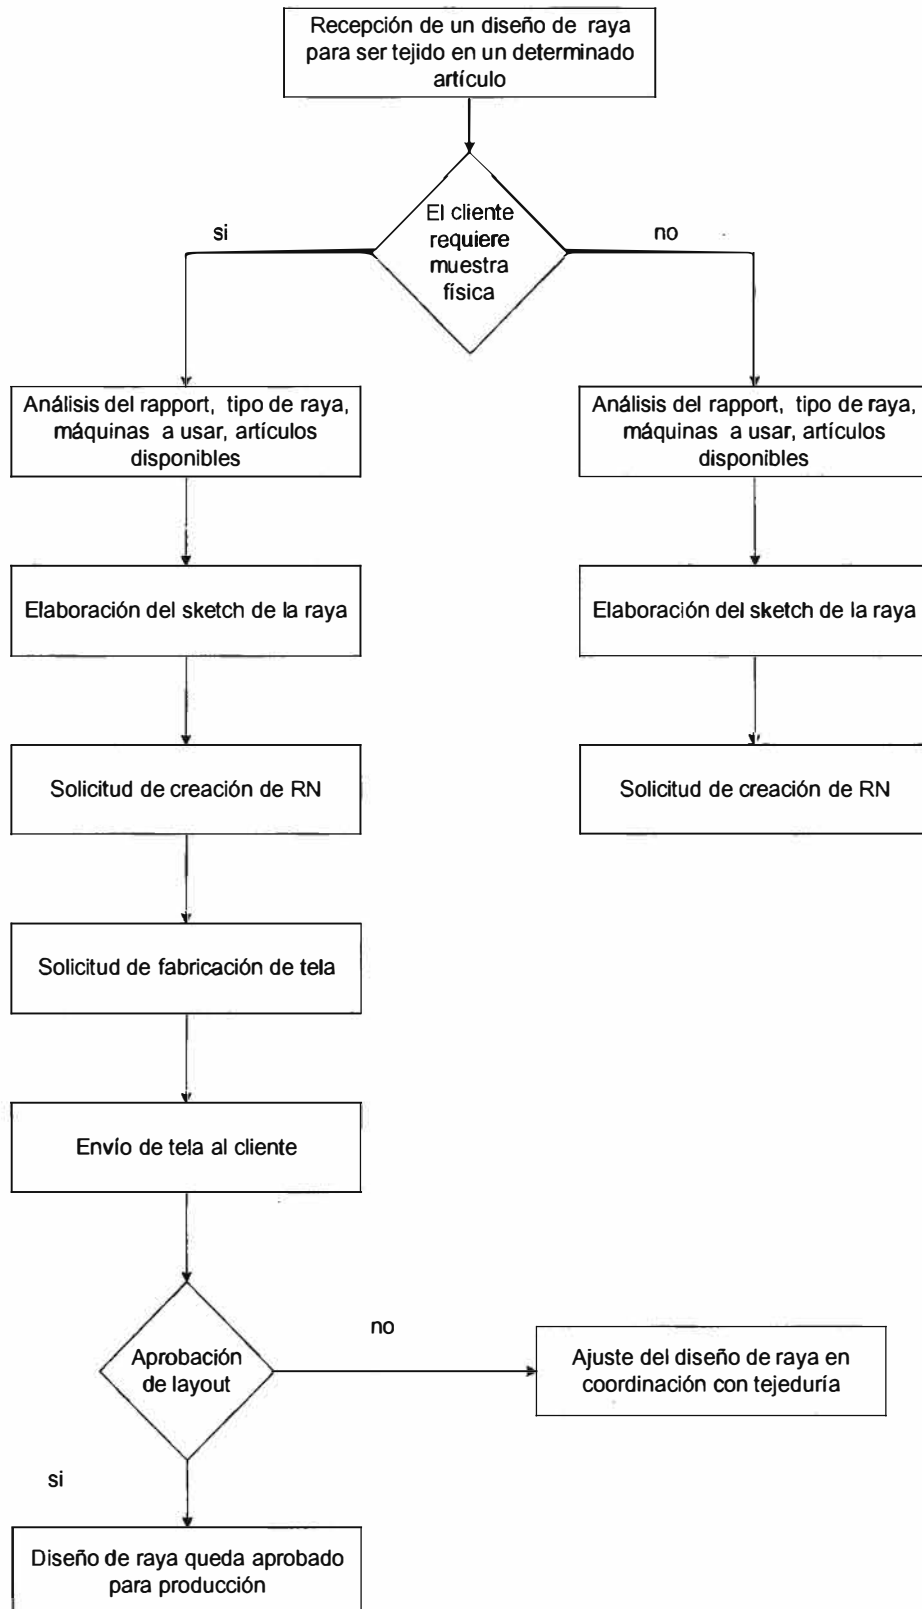 Recepción de un diseño de raya
para ser tejido en un determinado
artículo
El cliente
requiere
muestra
física
si
no
Análisis del rapport, tipo de raya,
máquinas a usar, artículos
disponibles
Análisis del rapport, tipo de raya,
máquinas a usar, artículos
disponibles
Elaboración del sketch de la raya
Elaboración del sketch de la raya
Solicitud de creación de RN
Solicitud de creación de RN
Solicitud de fabricación de tela
Envío de tela al cliente
Aprobación
de layout
no
Ajuste del diseño de raya en
coordinación con tejeduría
si
Diseño de raya queda aprobado
para producción